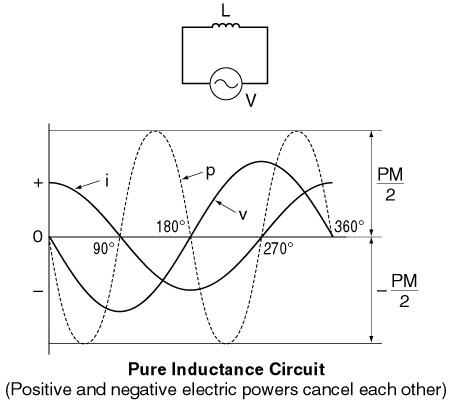 L
V
+
i
p
v
PM
2
0
90°
180°
270°
360°
−
− PM
2
Pure Inductance Circuit
(Positive and negative electric powers cancel each other)